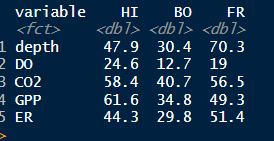 variable HI BO FR
<fct> <dbl> <dbl> <dbl>
1 depth 47.9 30.4 70.3
2 DO 24.6 12.7 19
3 CO2 58.4 40.7 56.5
4 GPP 61.6 34.8 49.3
5 ER 44.3 29.8 51.4
>